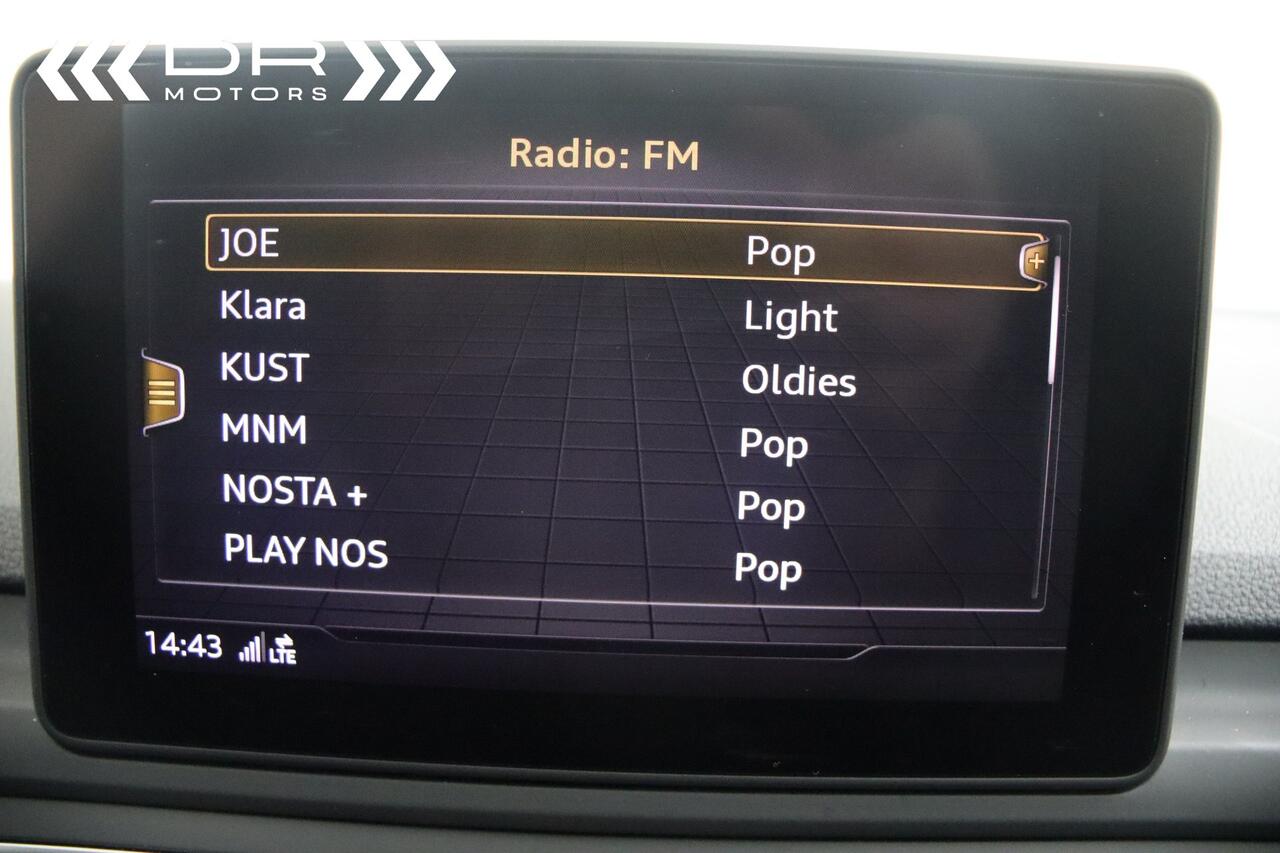 DR
MOTORS
Radio: FM
JOE Pop
Klara Light
KUST Oldies
MNM Pop
NOSTA + Pop
PLAY NOS Pop
14:43 LTE